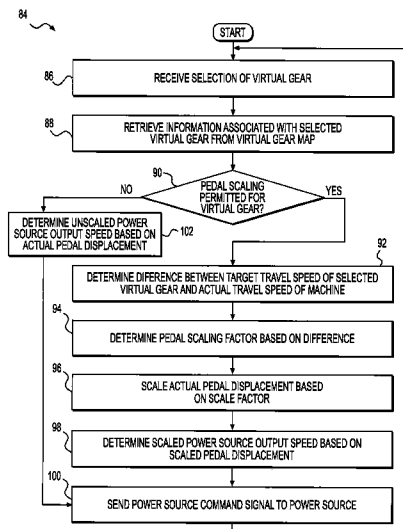 84
START
86
RECEIVE SELECTION OF VIRTUAL GEAR
88
RETRIEVE INFORMATION ASSOCIATED WITH SELECTED
VIRTUAL GEAR FROM VIRTUAL GEAR MAP
90
NO
PEDAL SCALING
PERMITTED FOR
VIRTUAL GEAR?
YES
DETERMINE UNSCALED POWER
SOURCE OUTPUT SPEED BASED ON
ACTUAL PEDAL DISPLACEMENT
102
92
DETERMINE DIFERENCE BETWEEN TARGET TRAVEL SPEED OF SELECTED
VIRTUAL GEAR AND ACTUAL TRAVEL SPEED OF MACHINE
94
DETERMINE PEDAL SCALING FACTOR BASED ON DIFFERENCE
96
SCALE ACTUAL PEDAL DISPLACEMENT BASED
ON SCALE FACTOR
98
DETERMINE SCALED POWER SOURCE OUTPUT SPEED BASED ON
SCALED PEDAL DISPLACEMENT
100
SEND POWER SOURCE COMMAND SIGNAL TO POWER SOURCE